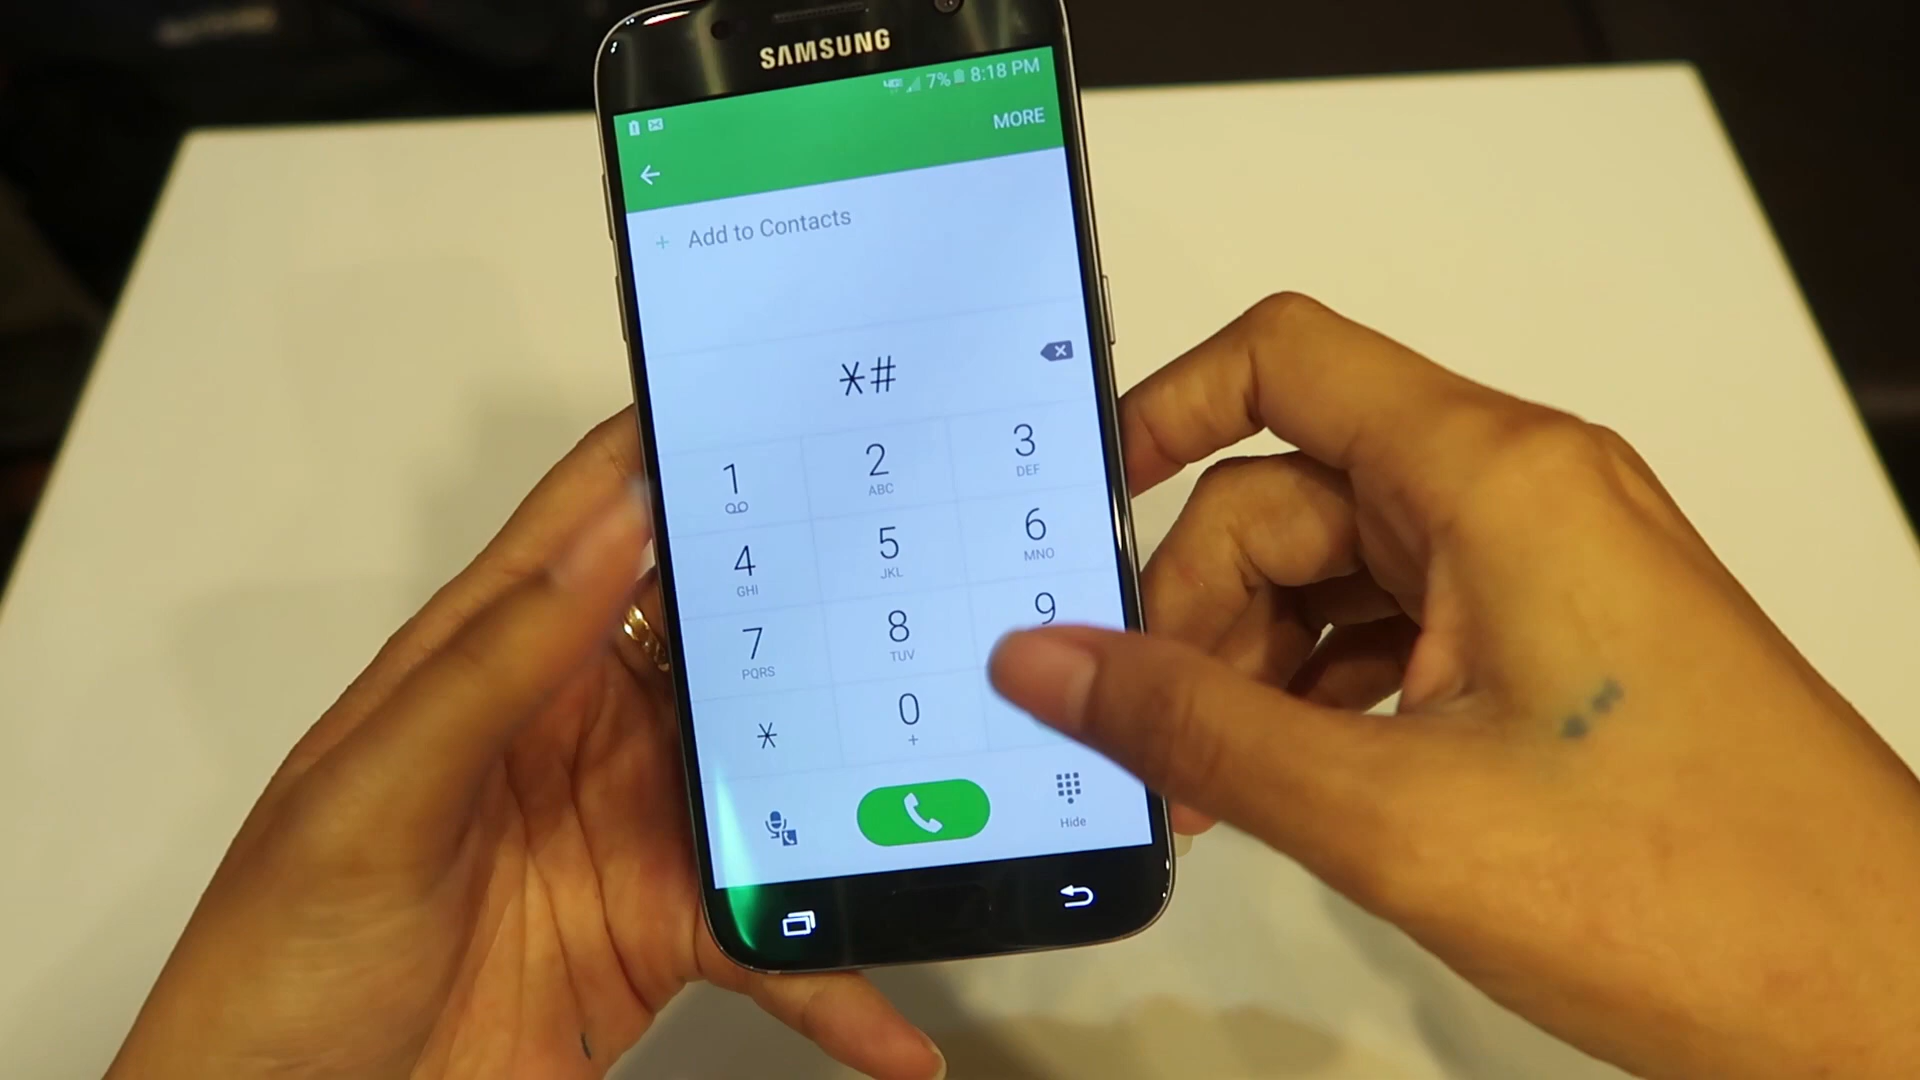 SAMSUNG
7% 8:18 PM
MORE
+ Add to Contacts
*#
1 2 3
ABC DEF
4 5 6
GHI JKL MNO
7 8 9
PQRS TUV
* 0
+
Hide